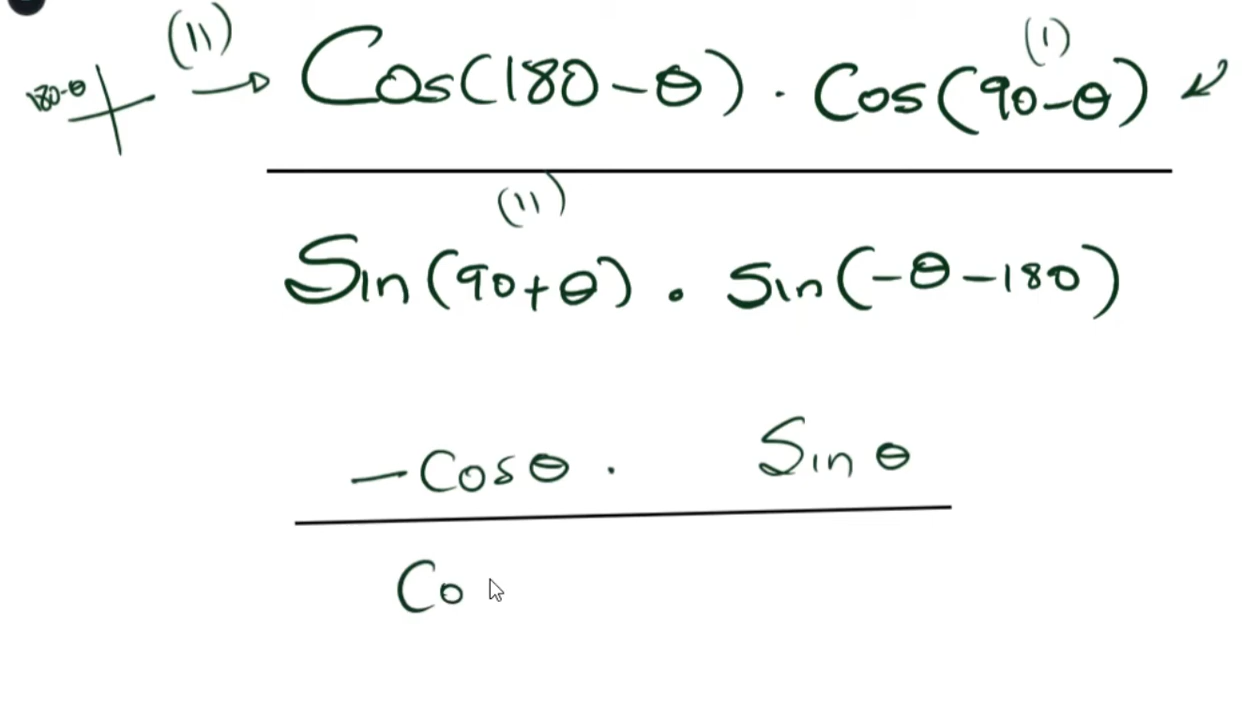 (11) (1)
180-θ → Cos(180-θ) · Cos(90-θ)
(11)
Sin(90+θ) · Sin(-θ-180)
-Cosθ · Sinθ
Co